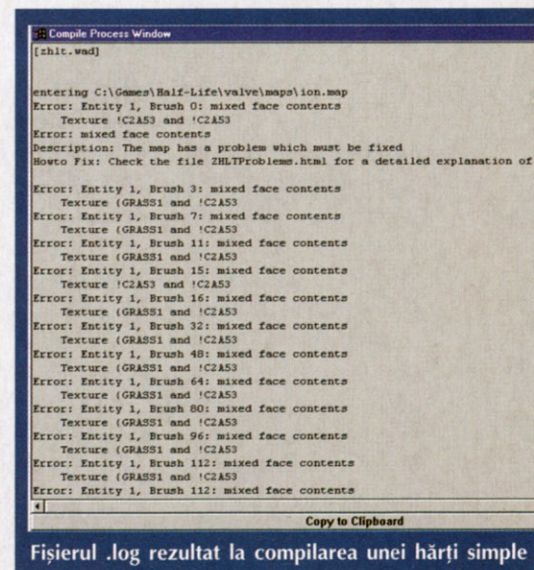 Compile Process Window
[zhlt.wad]
entering C:\Games\Half-Life\valve\maps\ion.map
Error: Entity 1, Brush 0: mixed face contents
Texture !C2A53 and !C2A53
Error: mixed face contents
Description: The map has a problem which must be fixed
Howto Fix: Check the file ZHLTProblems.html for a detailed explanation of
Error: Entity 1, Brush 3: mixed face contents
Texture (GRASS1 and !C2A53
Error: Entity 1, Brush 7: mixed face contents
Texture (GRASS1 and !C2A53
Error: Entity 1, Brush 11: mixed face contents
Texture (GRASS1 and !C2A53
Error: Entity 1, Brush 15: mixed face contents
Texture !C2A53 and !C2A53
Error: Entity 1, Brush 16: mixed face contents
Texture (GRASS1 and !C2A53
Error: Entity 1, Brush 32: mixed face contents
Texture (GRASS1 and !C2A53
Error: Entity 1, Brush 48: mixed face contents
Texture (GRASS1 and !C2A53
Error: Entity 1, Brush 64: mixed face contents
Texture (GRASS1 and !C2A53
Error: Entity 1, Brush 80: mixed face contents
Texture (GRASS1 and !C2A53
Error: Entity 1, Brush 96: mixed face contents
Texture (GRASS1 and !C2A53
Error: Entity 1, Brush 112: mixed face contents
Texture (GRASS1 and !C2A53
Error: Entity 1, Brush 112: mixed face contents
Copy to Clipboard
Fișierul .log rezultat la compilarea unei hărți simple